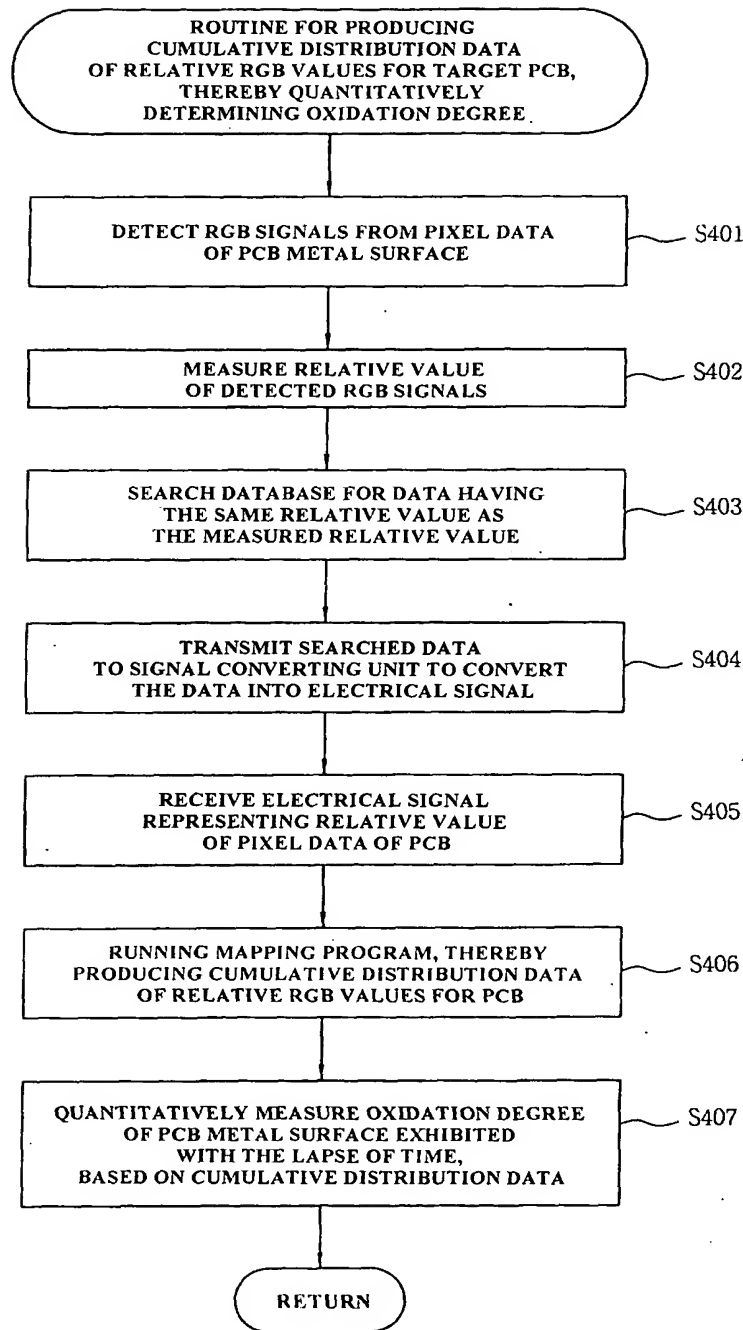 ROUTINE FOR PRODUCING
CUMULATIVE DISTRIBUTION DATA
OF RELATIVE RGB VALUES FOR TARGET PCB,
THEREBY QUANTITATIVELY
DETERMINING OXIDATION DEGREE
DETECT RGB SIGNALS FROM PIXEL DATA
OF PCB METAL SURFACE
S401
MEASURE RELATIVE VALUE
OF DETECTED RGB SIGNALS
S402
SEARCH DATABASE FOR DATA HAVING
THE SAME RELATIVE VALUE AS
THE MEASURED RELATIVE VALUE
S403
TRANSMIT SEARCHED DATA
TO SIGNAL CONVERTING UNIT TO CONVERT
THE DATA INTO ELECTRICAL SIGNAL
S404
RECEIVE ELECTRICAL SIGNAL
REPRESENTING RELATIVE VALUE
OF PIXEL DATA OF PCB
S405
RUNNING MAPPING PROGRAM, THEREBY
PRODUCING CUMULATIVE DISTRIBUTION DATA
OF RELATIVE RGB VALUES FOR PCB
S406
QUANTITATIVELY MEASURE OXIDATION DEGREE
OF PCB METAL SURFACE EXHIBITED
WITH THE LAPSE OF TIME,
BASED ON CUMULATIVE DISTRIBUTION DATA
S407
RETURN